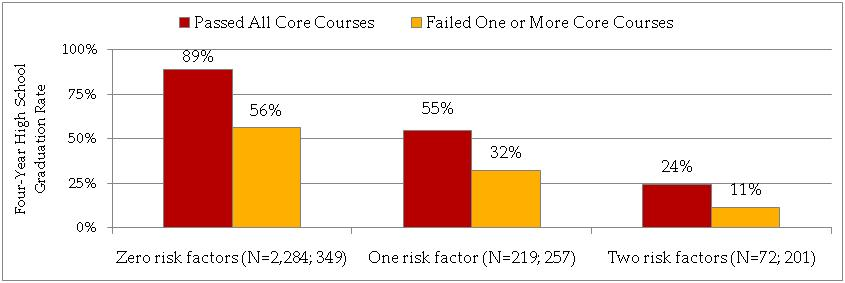 Passed All Core Courses
Failed One or More Core Courses
Four-Year High School
Graduation Rate
100%
75%
50%
25%
0%
89%
56%
55%
32%
24%
11%
Zero risk factors (N=2,284; 349)
One risk factor (N=219; 257)
Two risk factors (N=72; 201)